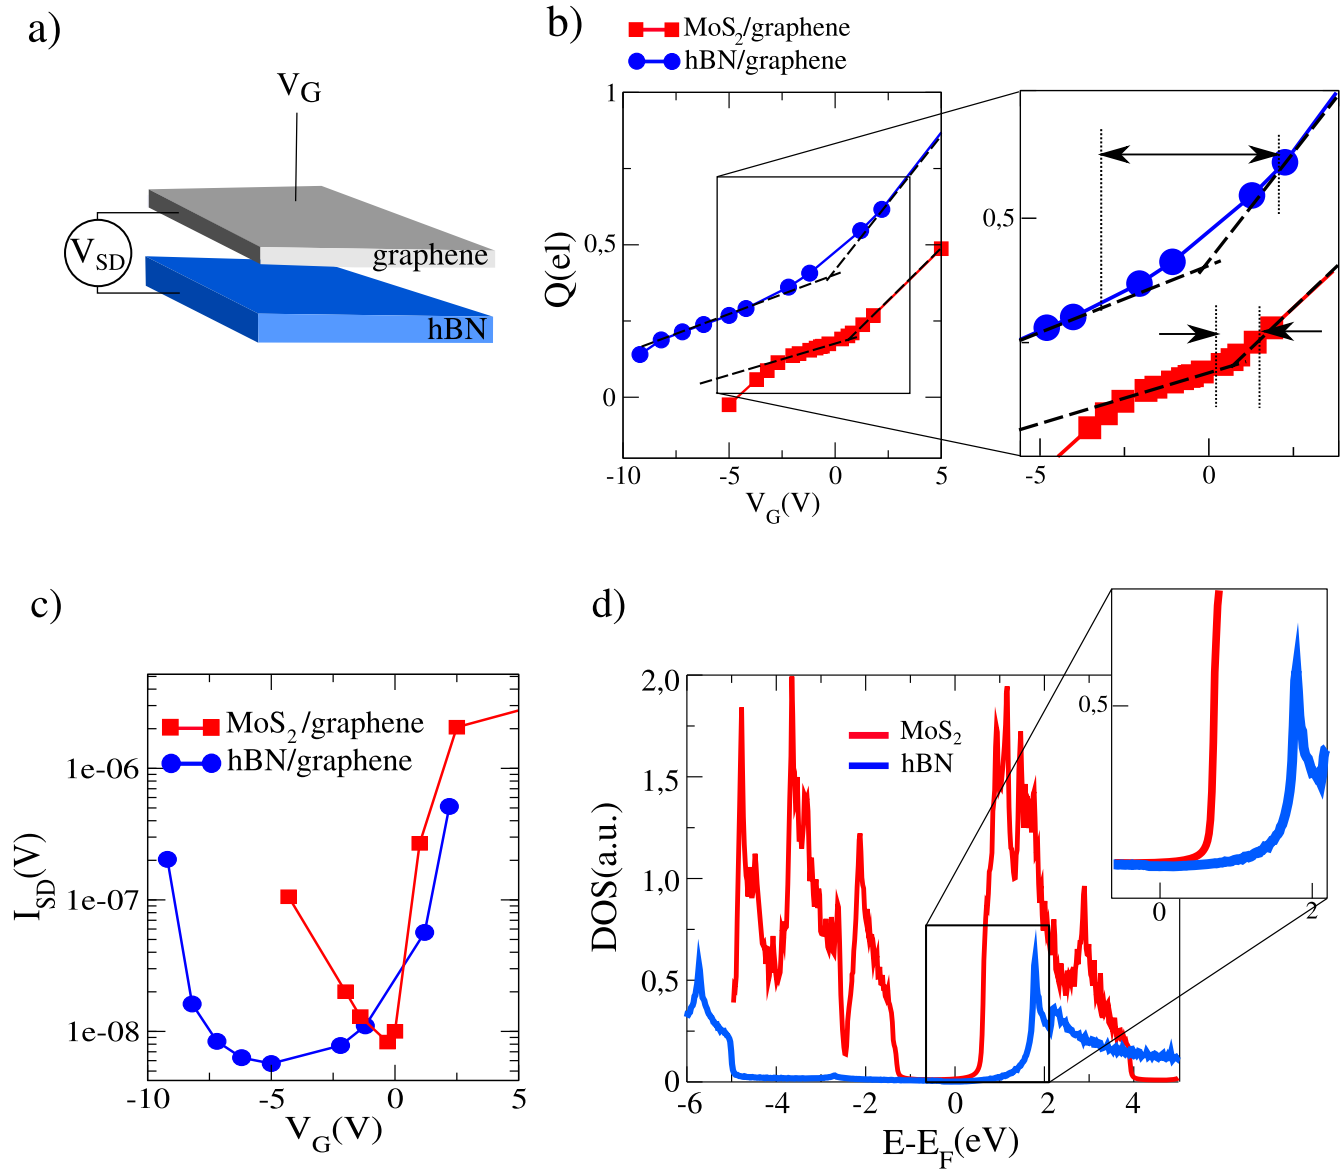 a)
V_G
V_SD
graphene
hBN
b)
MoS₂/graphene
hBN/graphene
1
0,5
0
Q(el)
-10 -5 0 5
V_G(V)
0,5
-5 0
c)
MoS₂/graphene
hBN/graphene
1e-06
1e-07
1e-08
I_SD(V)
-10 -5 0 5
V_G(V)
d)
MoS₂
hBN
2,0
1,5
1,0
0,5
0
DOS(a.u.)
-6 -4 -2 0 2 4
E-E_F(eV)
0,5
0 2